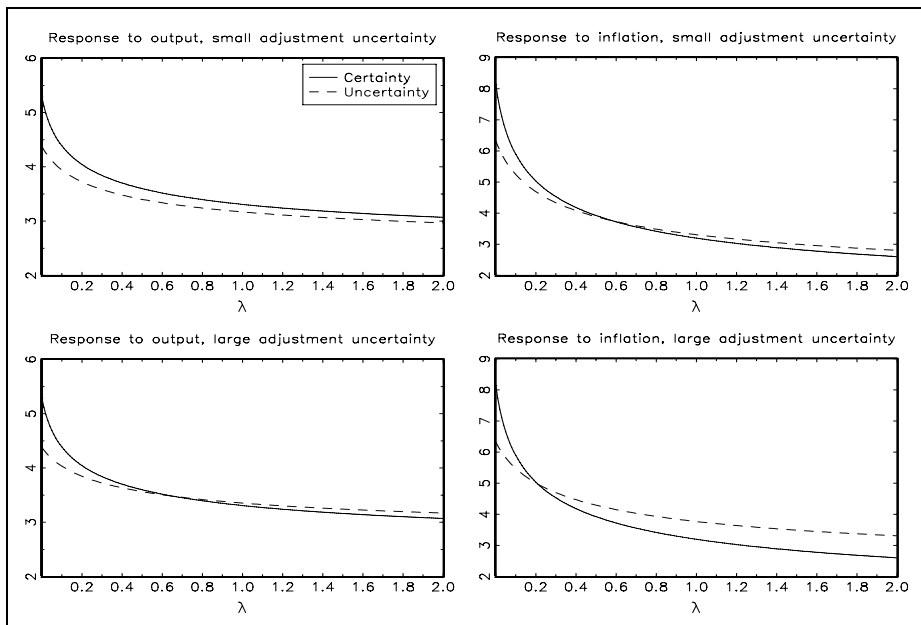 Response to output, small adjustment uncertainty
6
5
4
3
2
Certainty
Uncertainty
0.2 0.4 0.6 0.8 1.0 1.2 1.4 1.6 1.8 2.0
λ
Response to inflation, small adjustment uncertainty
9
8
7
6
5
4
3
2
0.2 0.4 0.6 0.8 1.0 1.2 1.4 1.6 1.8 2.0
λ
Response to output, large adjustment uncertainty
6
5
4
3
2
0.2 0.4 0.6 0.8 1.0 1.2 1.4 1.6 1.8 2.0
λ
Response to inflation, large adjustment uncertainty
9
8
7
6
5
4
3
2
0.2 0.4 0.6 0.8 1.0 1.2 1.4 1.6 1.8 2.0
λ